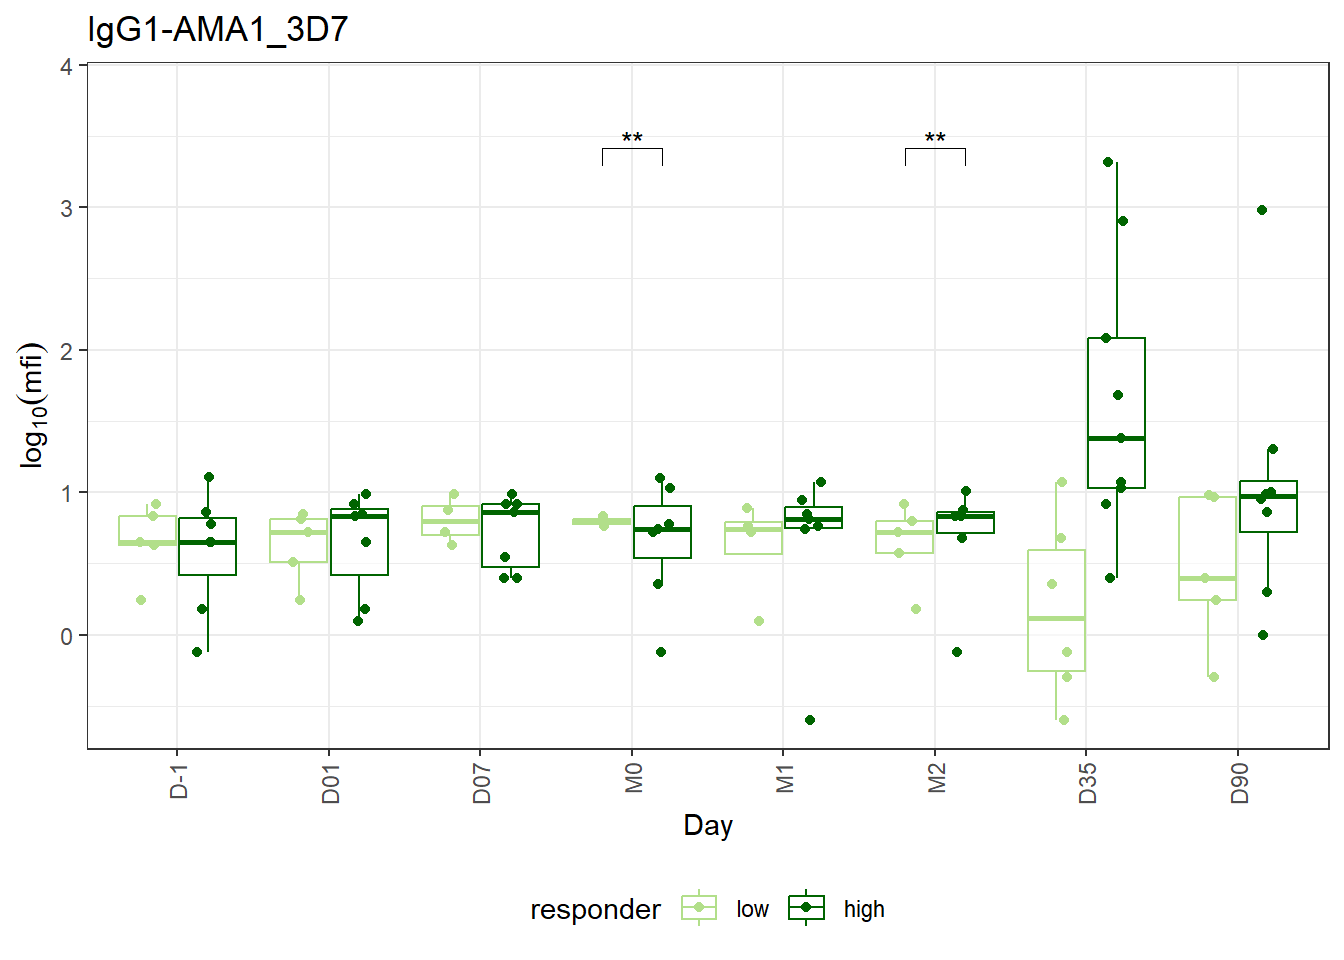 IgG1-AMA1_3D7
4
3
2
1
0
log10(mfi)
** **
D-1 D01 D07 M0 M1 M2 D35 D90
Day
responder low high